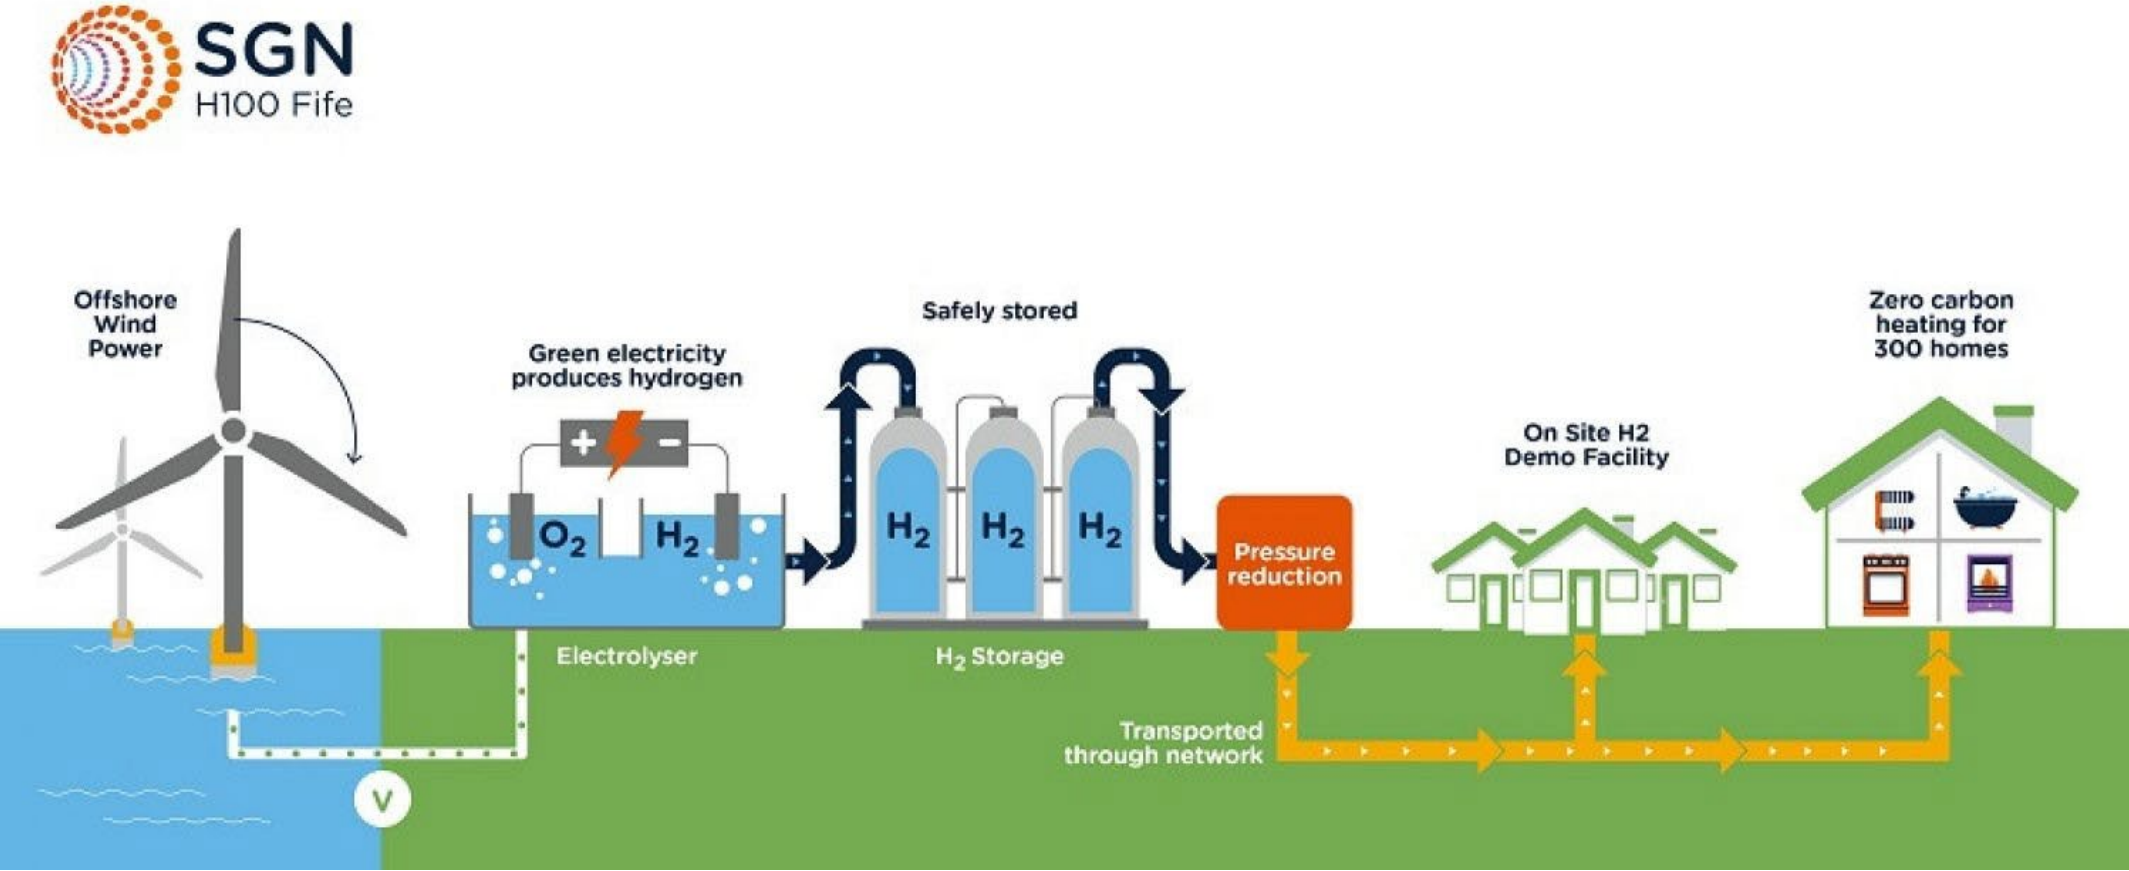 SGN
H100 Fife
Offshore
Wind
Power
Green electricity
produces hydrogen
+ −
O2
H2
Electrolyser
Safely stored
H2
H2
H2
H2 Storage
Pressure
reduction
Transported
through network
On Site H2
Demo Facility
Zero carbon
heating for
300 homes
V